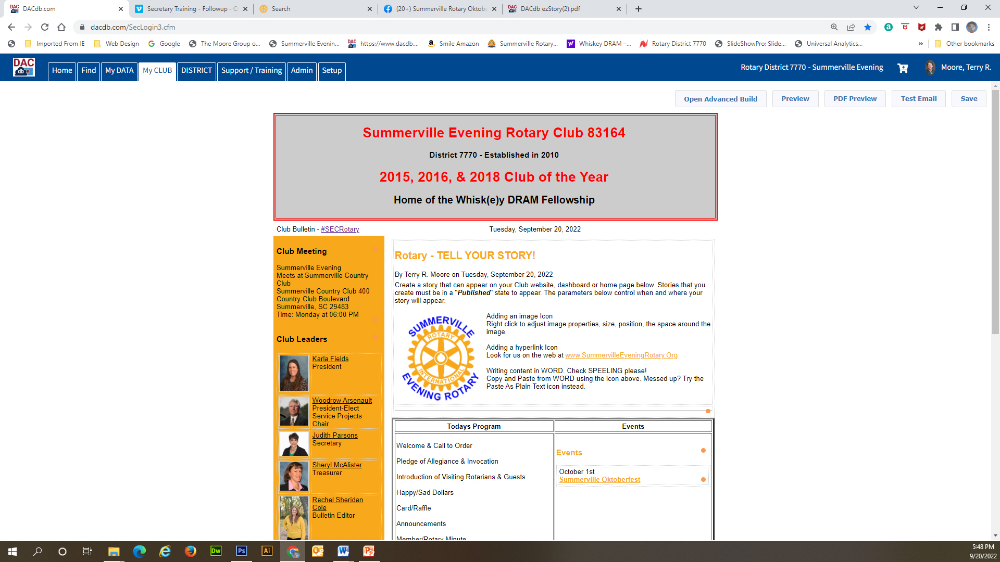 DACdb.com
Secretary Training - Followup - Q
Search
(20+) Summerville Rotary Oktobe
DACdb ezStory(2).pdf
dacdb.com/SecLogin3.cfm
Imported From IE
Web Design
Google
The Moore Group o...
Summerville Evenin...
https://www.dacdb....
Smile Amazon
Summerville Rotary...
Whiskey DRAM –...
Rotary District 7770
SlideShowPro: Slide...
Universal Analytics...
Other bookmarks
DAC
db
Home
Find
My DATA
My CLUB
DISTRICT
Support / Training
Admin
Setup
Rotary District 7770 - Summerville Evening
Moore, Terry R.
Open Advanced Build
Preview
PDF Preview
Test Email
Save
Summerville Evening Rotary Club 83164
District 7770 - Established in 2010
2015, 2016, & 2018 Club of the Year
Home of the Whisk(e)y DRAM Fellowship
Club Bulletin - #SECRotary
Tuesday, September 20, 2022
Club Meeting
Summerville Evening
Meets at Summerville Country
Club
Summerville Country Club 400
Country Club Boulevard
Summerville, SC 29483
Time: Monday at 06:00 PM
Club Leaders
Karla Fields
President
Woodrow Arsenault
President-Elect
Service Projects
Chair
Judith Parsons
Secretary
Sheryl McAlister
Treasurer
Rachel Sheridan
Cole
Bulletin Editor
Rotary - TELL YOUR STORY!
By Terry R. Moore on Tuesday, September 20, 2022
Create a story that can appear on your Club website, dashboard or home page below. Stories that you
create must be in a "Published" state to appear. The parameters below control when and where your
story will appear.
SUMMERVILLE
ROTARY
INTERNATIONAL
EVENING ROTARY
Adding an image Icon
Right click to adjust image properties, size, position, the space around the
image.
Adding a hyperlink Icon
Look for us on the web at www.SummervilleEveningRotary.Org
Writing content in WORD. Check SPEELING please!
Copy and Paste from WORD using the icon above. Messed up? Try the
Paste As Plain Text icon instead.
Todays Program
Welcome & Call to Order
Pledge of Allegiance & Invocation
Introduction of Visiting Rotarians & Guests
Happy/Sad Dollars
Card/Raffle
Announcements
Member/Rotary Minute
Events
Events
October 1st
Summerville Oktoberfest
Dw
Ps
Ai
5:48 PM
9/20/2022